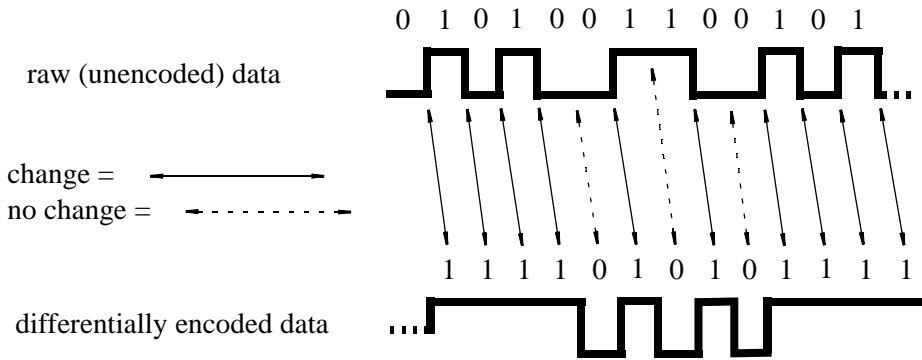 0 1 0 1 0 0 1 1 0 0 1 0 1
raw (unencoded) data
change =
no change =
1 1 1 1 0 1 0 1 0 1 1 1 1
differentially encoded data